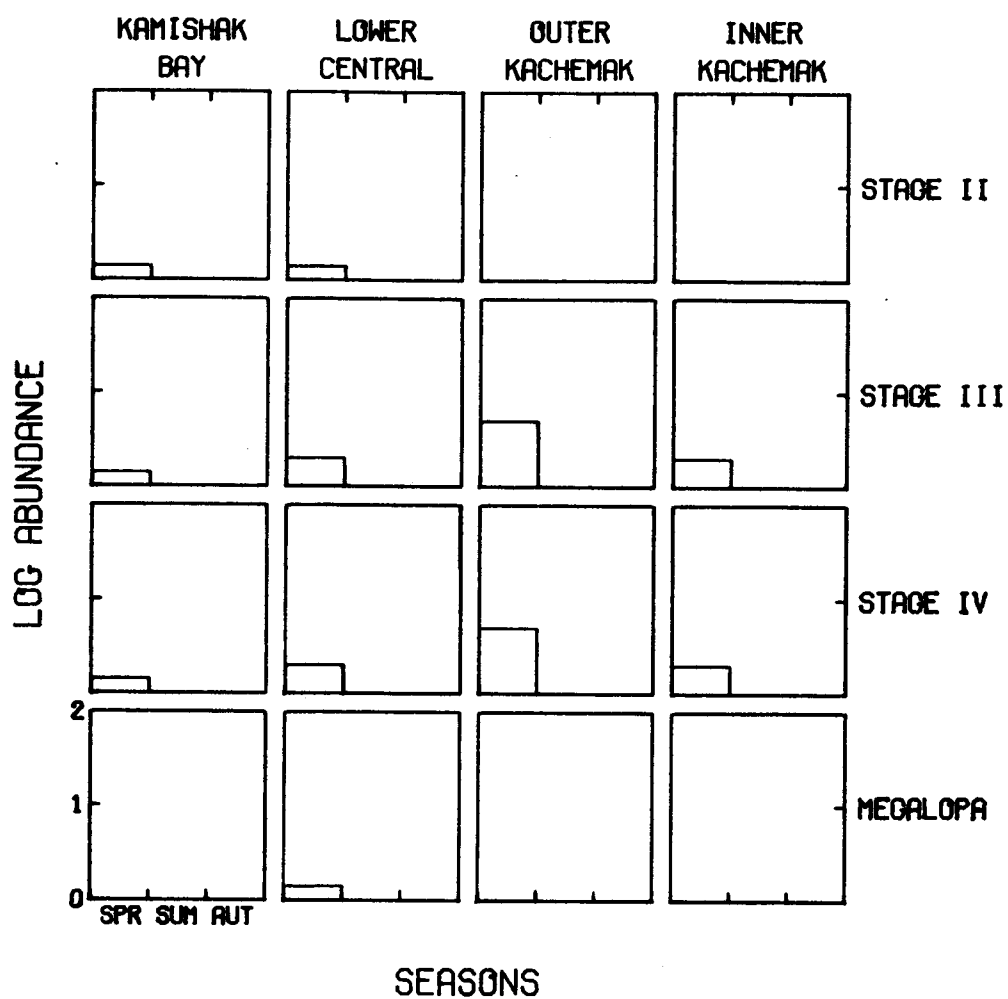 KAMISHAK BAY
LOWER CENTRAL
OUTER KACHEMAK
INNER KACHEMAK
STAGE II
STAGE III
STAGE IV
MEGALOPA
LOG ABUNDANCE
2
1
0
SPR SUM AUT
SEASONS